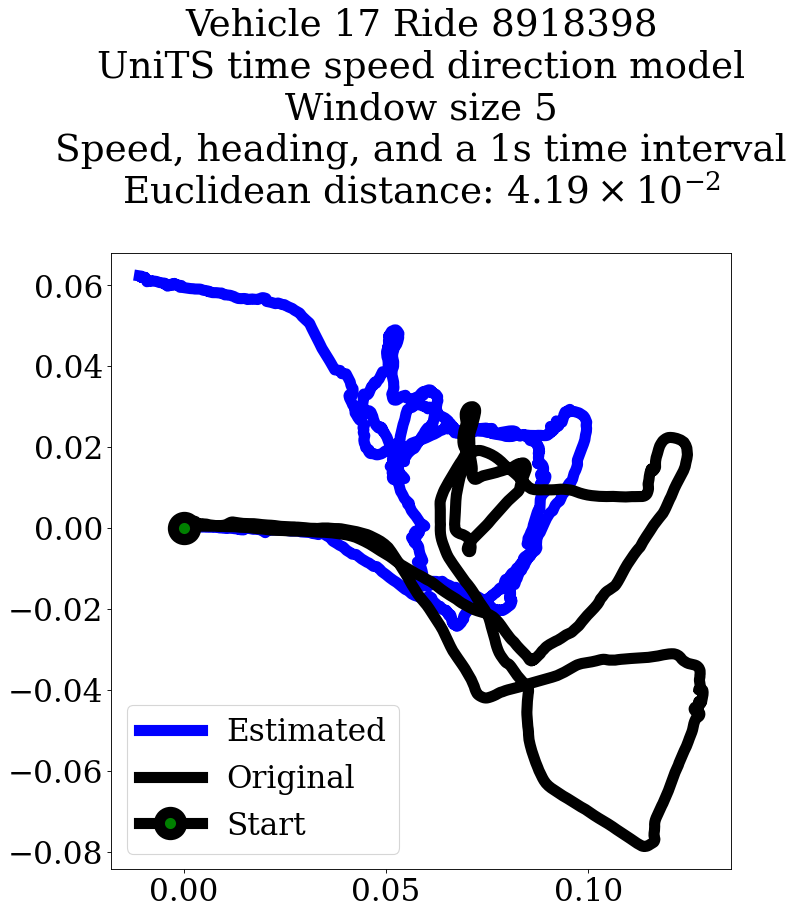 Vehicle 17 Ride 8918398
UniTS time speed direction model
Window size 5
Speed, heading, and a 1s time interval
Euclidean distance: 4.19 × 10⁻²
0.06
0.04
0.02
0.00
−0.02
−0.04
−0.06
−0.08
Estimated
Original
Start
0.00 0.05 0.10